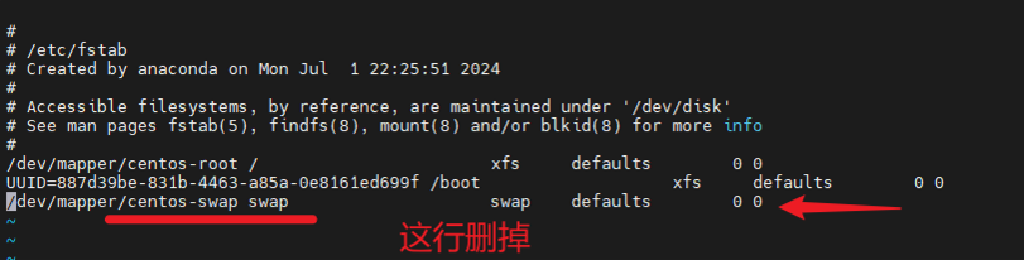 #
# /etc/fstab
# Created by anaconda on Mon Jul  1 22:25:51 2024
#
# Accessible filesystems, by reference, are maintained under '/dev/disk'
# See man pages fstab(5), findfs(8), mount(8) and/or blkid(8) for more info
#
/dev/mapper/centos-root /                       xfs     defaults        0 0
UUID=887d39be-831b-4463-a85a-0e8161ed699f /boot                   xfs     defaults        0 0
/dev/mapper/centos-swap swap                    swap    defaults        0 0
~
这行删掉
~
~